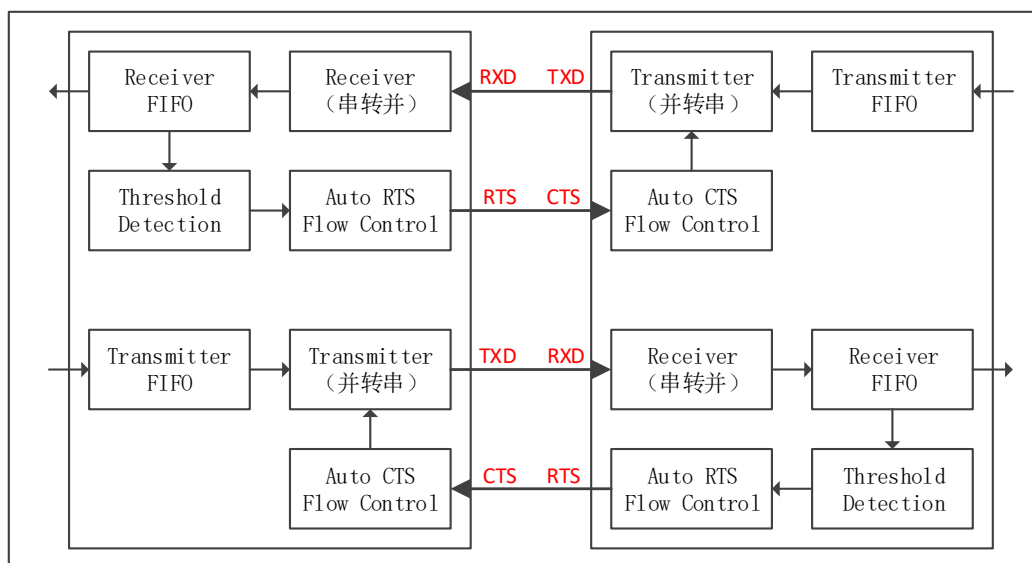 Receiver
FIFO
Receiver
（串转并）
RXD
TXD
Transmitter
（并转串）
Transmitter
FIFO
Threshold
Detection
Auto RTS
Flow Control
RTS
CTS
Auto CTS
Flow Control
Transmitter
FIFO
Transmitter
（并转串）
TXD
RXD
Receiver
（串转并）
Receiver
FIFO
Auto CTS
Flow Control
CTS
RTS
Auto RTS
Flow Control
Threshold
Detection